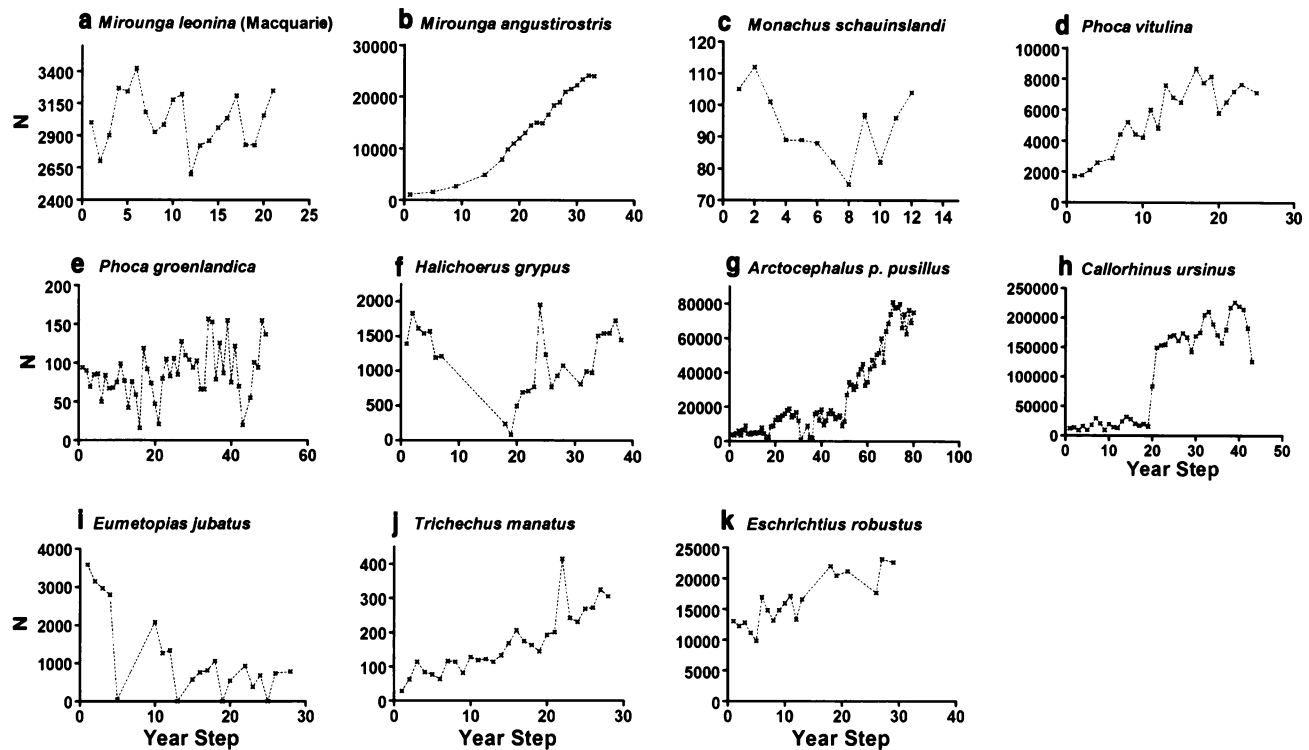 a Mirounga leonina (Macquarie)
N
3400
3150
2900
2650
2400
0 5 10 15 20 25
b Mirounga angustirostris
30000
20000
10000
0
0 10 20 30 40
c Monachus schauinslandi
120
110
100
90
80
70
0 2 4 6 8 10 12 14
d Phoca vitulina
10000
8000
6000
4000
2000
0
0 10 20 30
e Phoca groenlandica
N
200
150
100
50
0
0 20 40 60
f Halichoerus grypus
2000
1500
1000
500
0
0 10 20 30 40
g Arctocephalus p. pusillus
80000
60000
40000
20000
0
0 20 40 60 80 100
h Callorhinus ursinus
250000
200000
150000
100000
50000
0
0 10 20 30 40 50
Year Step
i Eumetopias jubatus
N
4000
3000
2000
1000
0
0 10 20 30
Year Step
j Trichechus manatus
400
300
200
100
0
0 10 20 30
Year Step
k Eschrichtius robustus
25000
20000
15000
10000
5000
0
0 10 20 30 40
Year Step